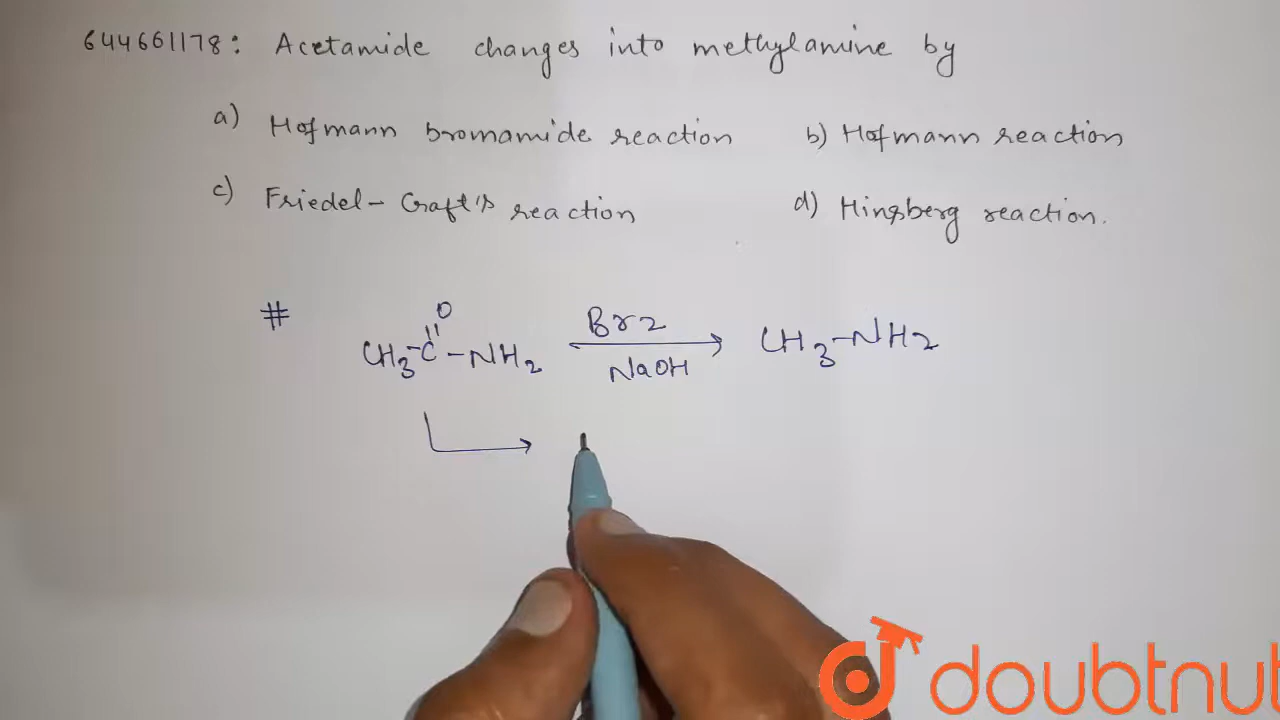 644661178: Acetamide changes into methylamine by
a) Hofmann bromamide reaction b) Hofmann reaction
c) Friedel-Craft's reaction d) Hinsberg reaction.
# CH3-C-NH2 Br2 NaOH CH3-NH2
O
doubtnut